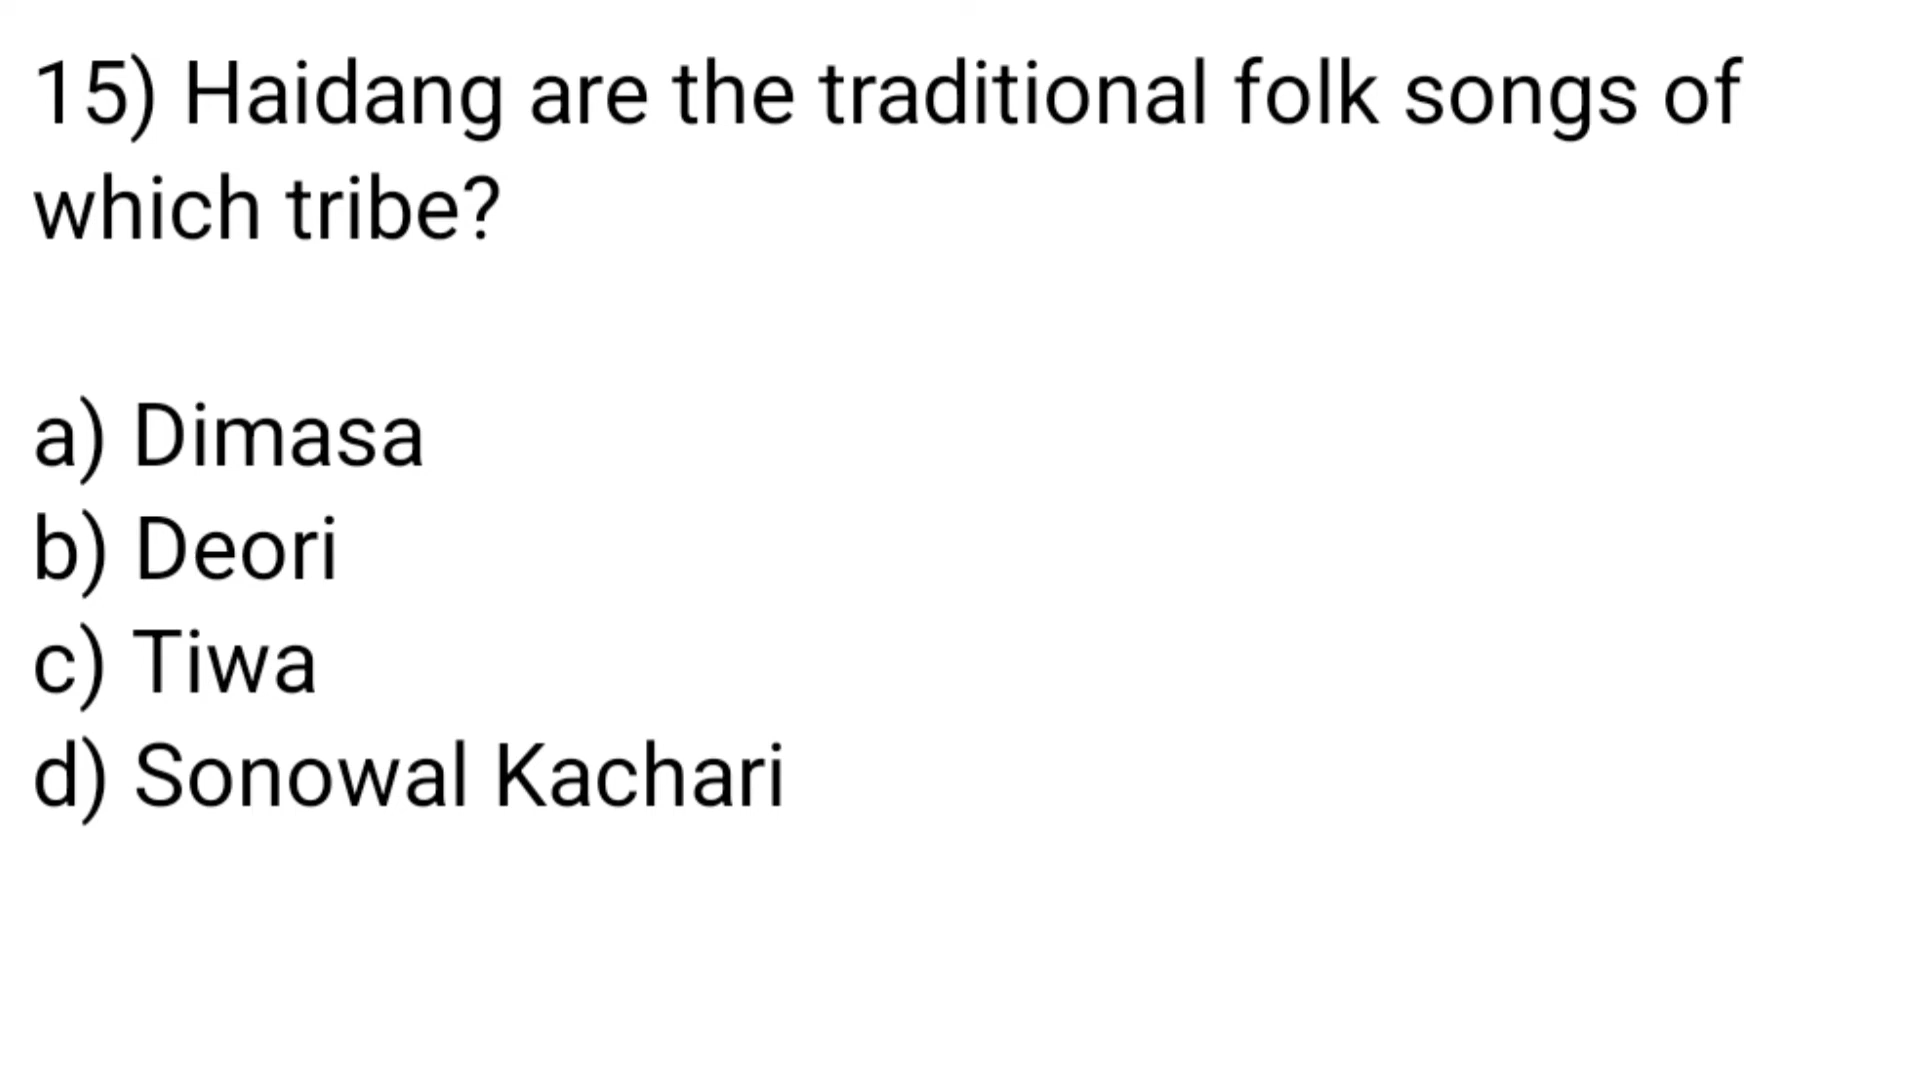 15) Haidang are the traditional folk songs of
which tribe?
a) Dimasa
b) Deori
c) Tiwa
d) Sonowal Kachari